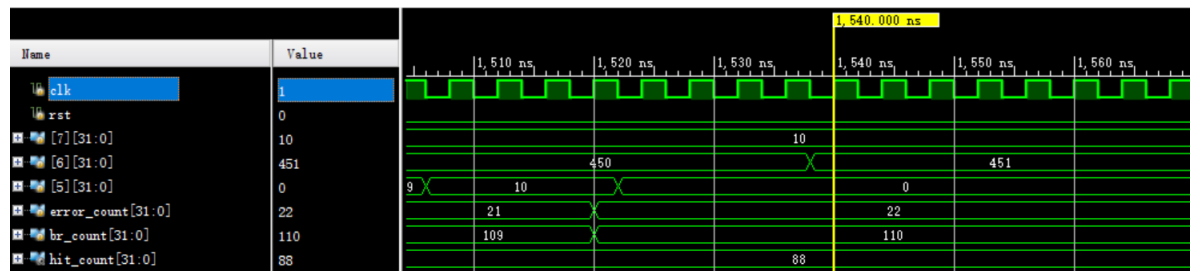 1,540.000 ns
Name Value
1,510 ns 1,520 ns 1,530 ns 1,540 ns 1,550 ns 1,560 ns
clk 1
rst 0
[7][31:0] 10 10
[6][31:0] 451 450 451
[5][31:0] 0 9 10 0
error_count[31:0] 22 21 22
br_count[31:0] 110 109 110
hit_count[31:0] 88 88